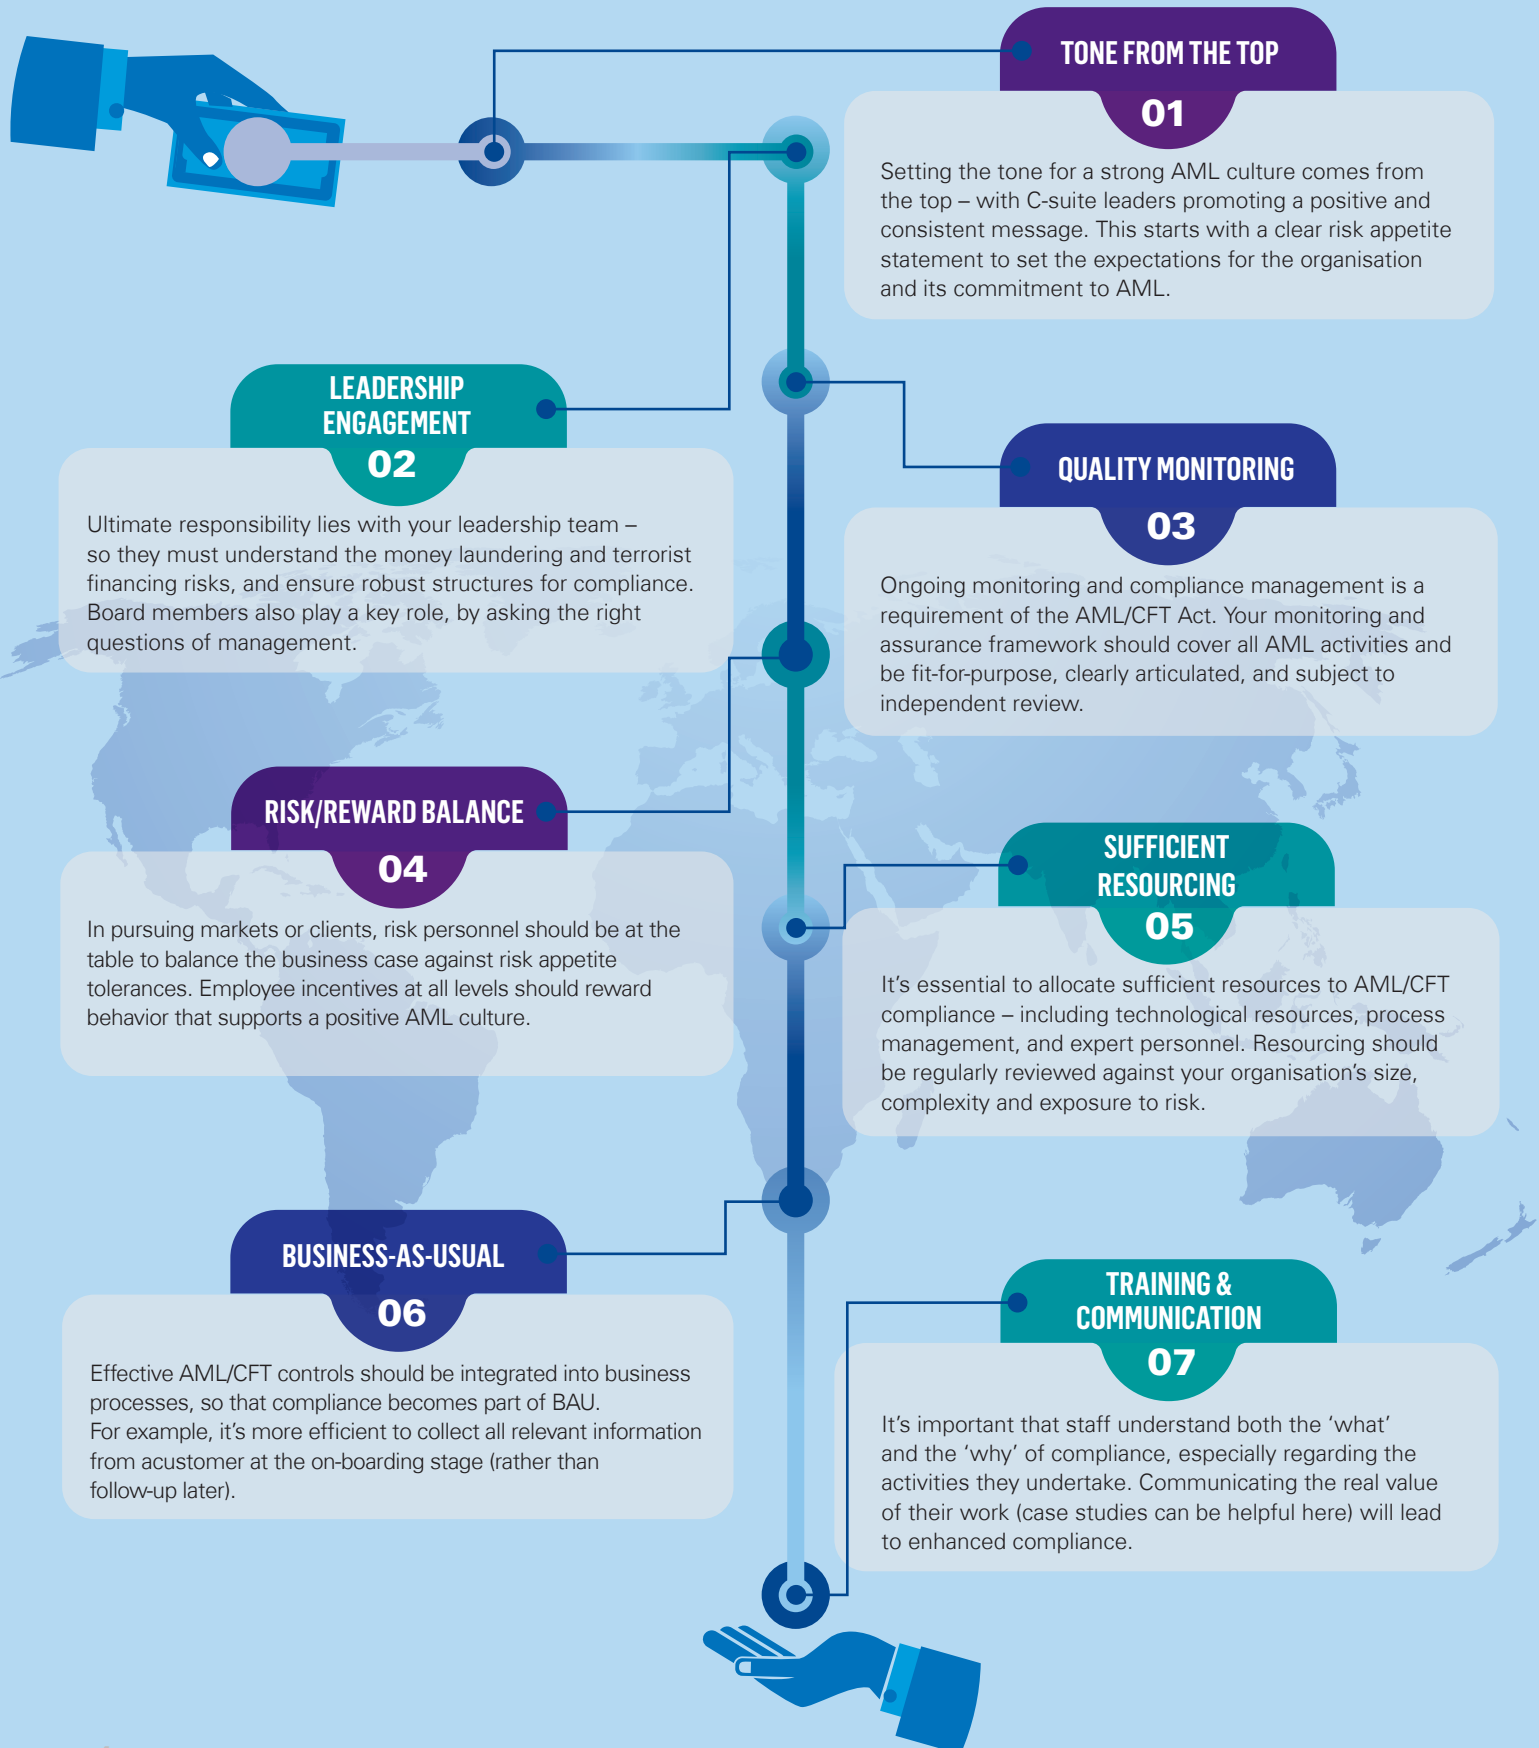 TONE FROM THE TOP
01
Setting the tone for a strong AML culture comes from
the top – with C-suite leaders promoting a positive and
consistent message. This starts with a clear risk appetite
statement to set the expectations for the organisation
and its commitment to AML.
LEADERSHIP
ENGAGEMENT
02
Ultimate responsibility lies with your leadership team –
so they must understand the money laundering and terrorist
financing risks, and ensure robust structures for compliance.
Board members also play a key role, by asking the right
questions of management.
QUALITY MONITORING
03
Ongoing monitoring and compliance management is a
requirement of the AML/CFT Act. Your monitoring and
assurance framework should cover all AML activities and
be fit-for-purpose, clearly articulated, and subject to
independent review.
RISK/REWARD BALANCE
04
In pursuing markets or clients, risk personnel should be at the
table to balance the business case against risk appetite
tolerances. Employee incentives at all levels should reward
behavior that supports a positive AML culture.
SUFFICIENT
RESOURCING
05
It's essential to allocate sufficient resources to AML/CFT
compliance – including technological resources, process
management, and expert personnel. Resourcing should
be regularly reviewed against your organisation's size,
complexity and exposure to risk.
BUSINESS-AS-USUAL
06
Effective AML/CFT controls should be integrated into business
processes, so that compliance becomes part of BAU.
For example, it's more efficient to collect all relevant information
from acustomer at the on-boarding stage (rather than
follow-up later).
TRAINING &
COMMUNICATION
07
It's important that staff understand both the ‘what’
and the ‘why’ of compliance, especially regarding the
activities they undertake. Communicating the real value
of their work (case studies can be helpful here) will lead
to enhanced compliance.